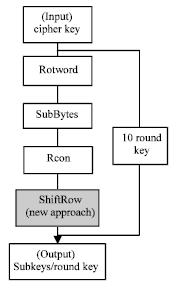 (Input)
cipher key
Rotword
SubBytes
Rcon
10 round
key
ShiftRow
(new approach)
(Output)
Subkeys/round key